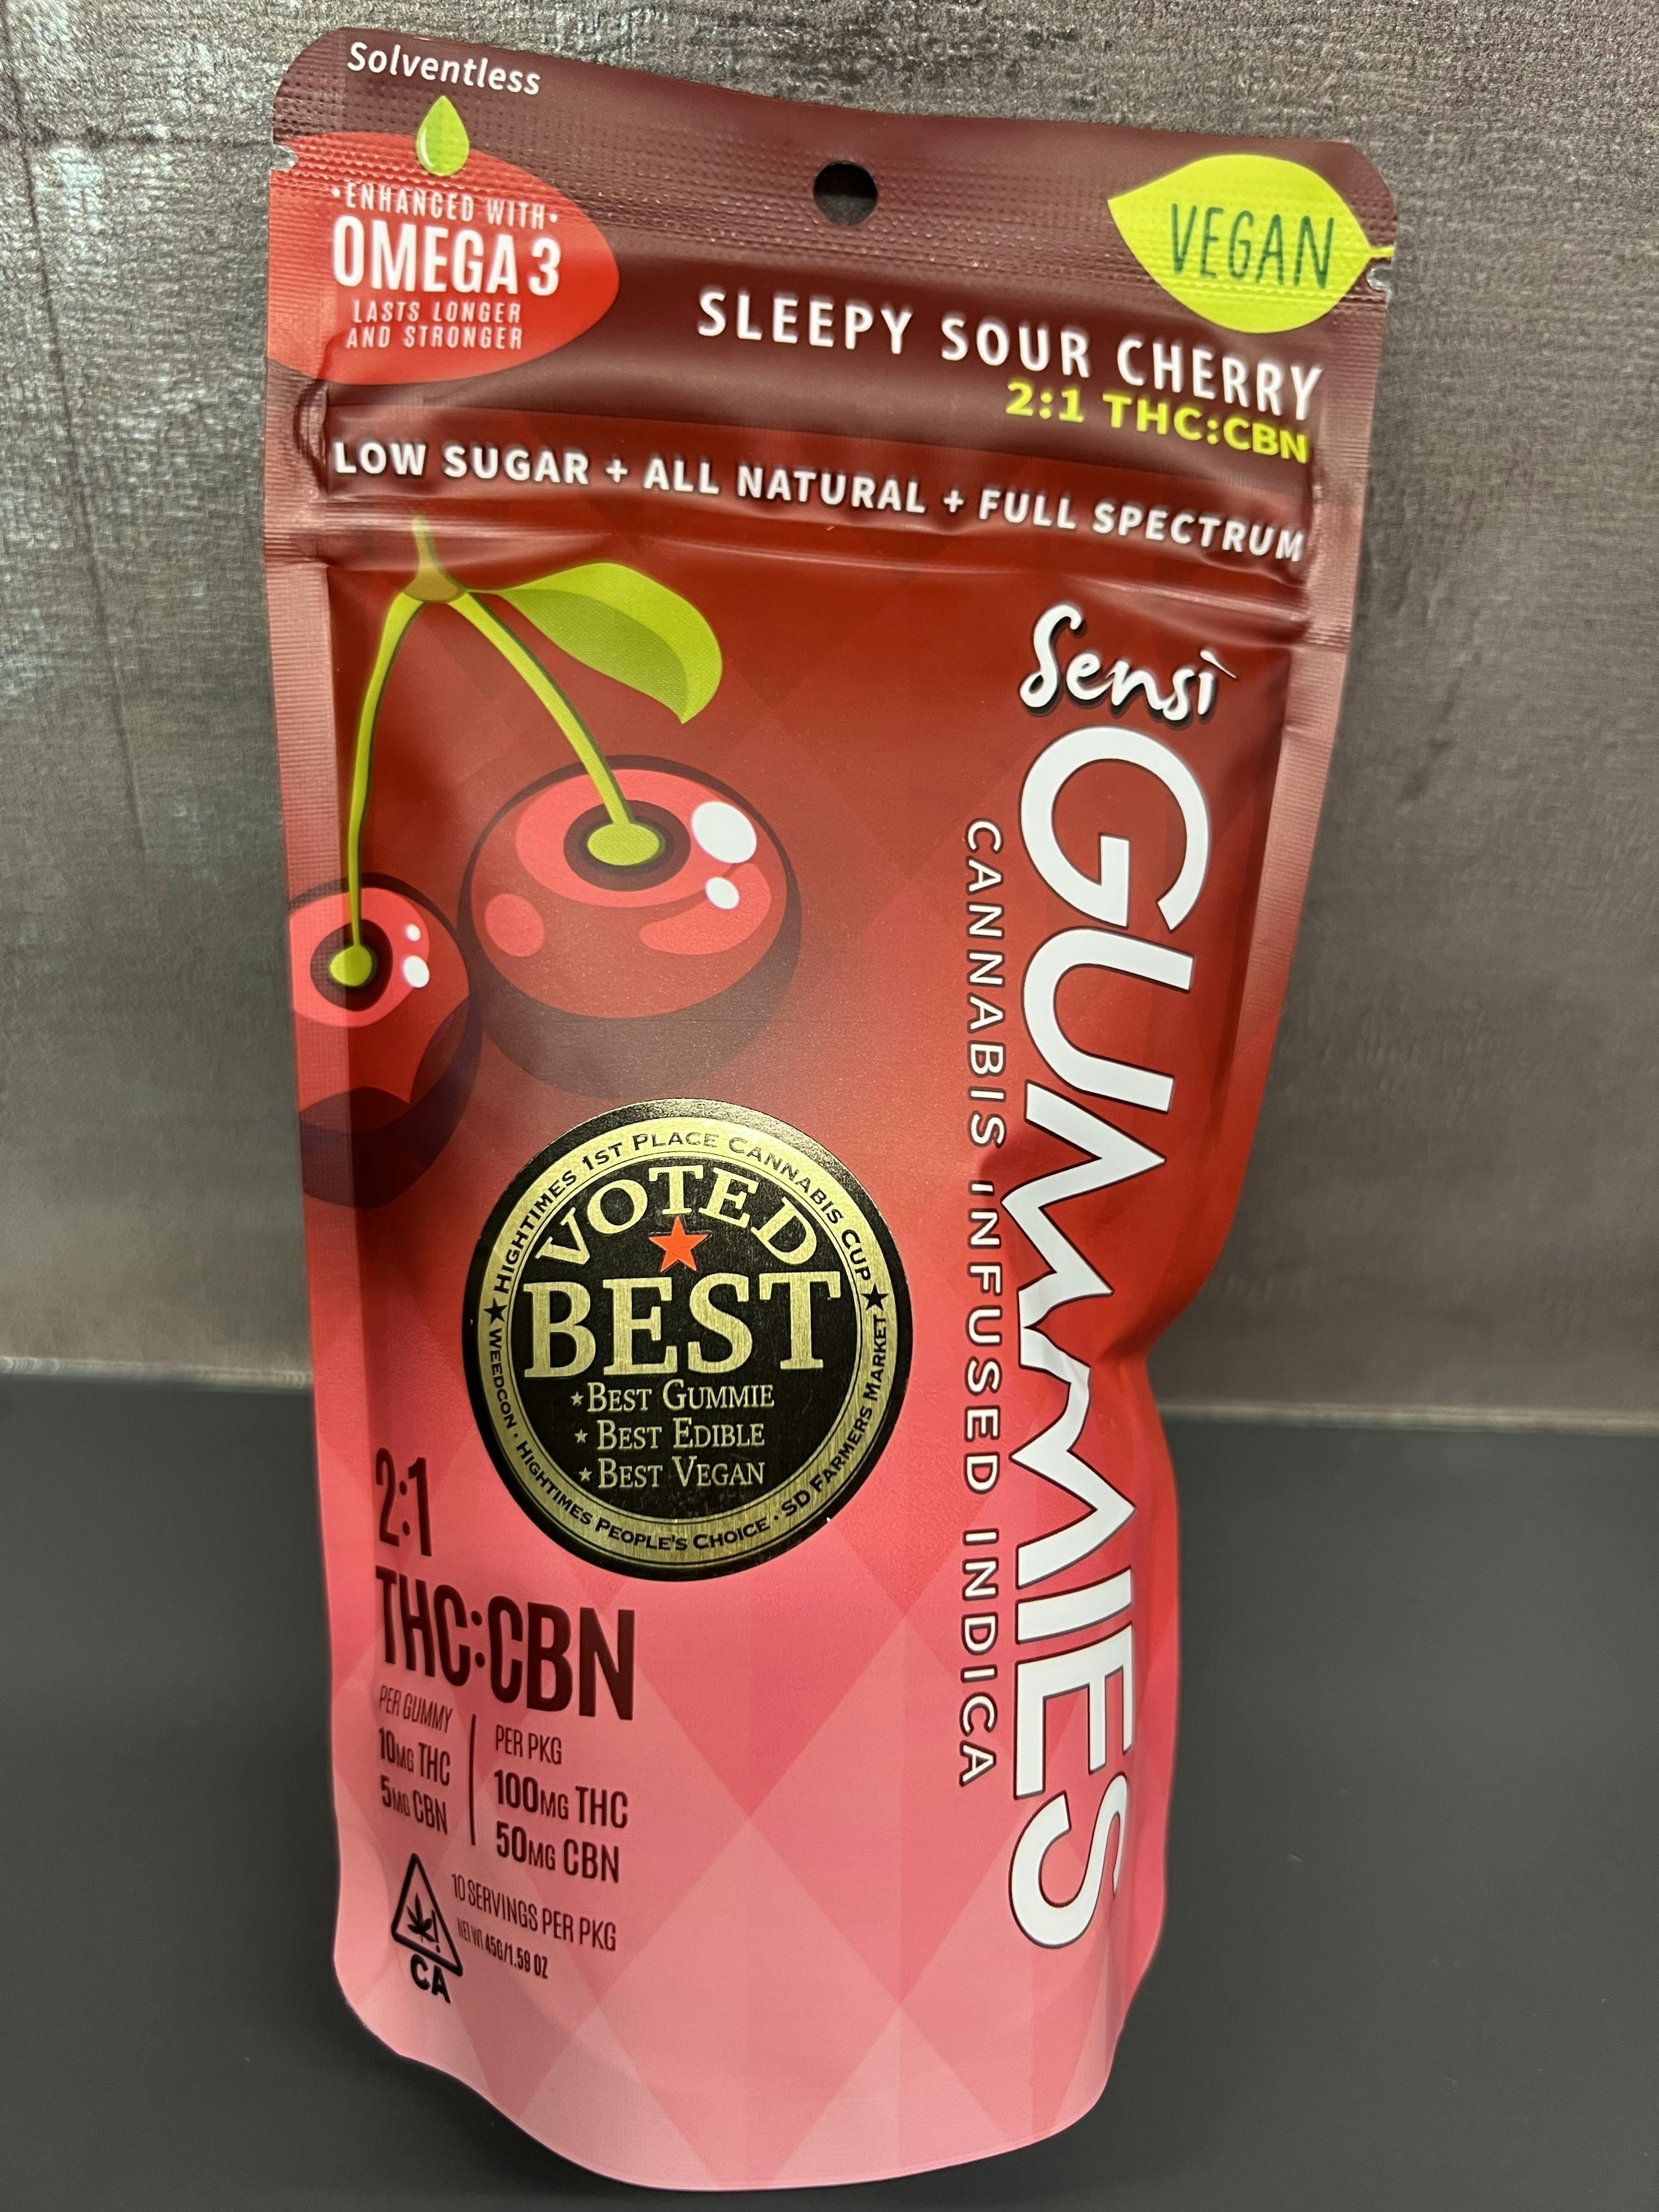 Solventless
•ENHANCED WITH•
OMEGA 3
LASTS LONGER
AND STRONGER
VEGAN
SLEEPY SOUR CHERRY
2:1 THC:CBN
LOW SUGAR + ALL NATURAL + FULL SPECTRUM
Sensi
GUMMIES
CANNABIS INFUSED INDICA
★ HIGHTIMES 1ST PLACE CANNABIS CUP ★
VOTED
BEST
★ BEST GUMMIE
★ BEST EDIBLE
★ BEST VEGAN
WEEDCON • HIGHTIMES PEOPLE'S CHOICE • SD FARMERS MARKET
2:1
THC:CBN
PER GUMMY
10MG THC
5MG CBN
PER PKG
100MG THC
50MG CBN
10 SERVINGS PER PKG
NET WT 45G/1.59 OZ
CA